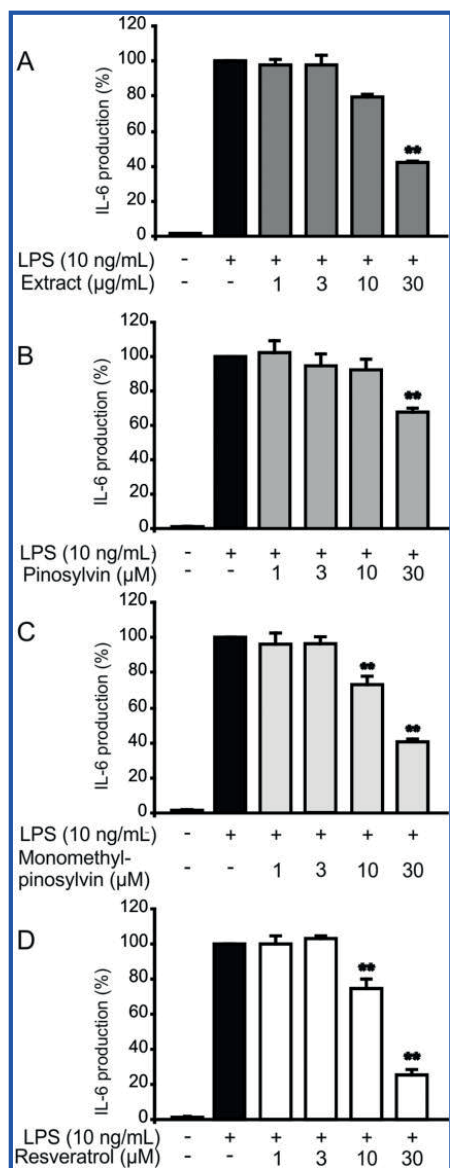 A
IL-6 production (%)
120
100
80
60
40
20
0
**
LPS (10 ng/mL) - + + + + +
Extract (µg/mL) - - 1 3 10 30
B
IL-6 production (%)
120
100
80
60
40
20
0
**
LPS (10 ng/mL) - + + + + +
Pinosylvin (µM) - - 1 3 10 30
C
IL-6 production (%)
120
100
80
60
40
20
0
** **
LPS (10 ng/mL) - + + + + +
Monomethyl-
pinosylvin (µM) - - 1 3 10 30
D
IL-6 production (%)
120
100
80
60
40
20
0
** **
LPS (10 ng/mL) - + + + + +
Resveratrol (µM) - - 1 3 10 30